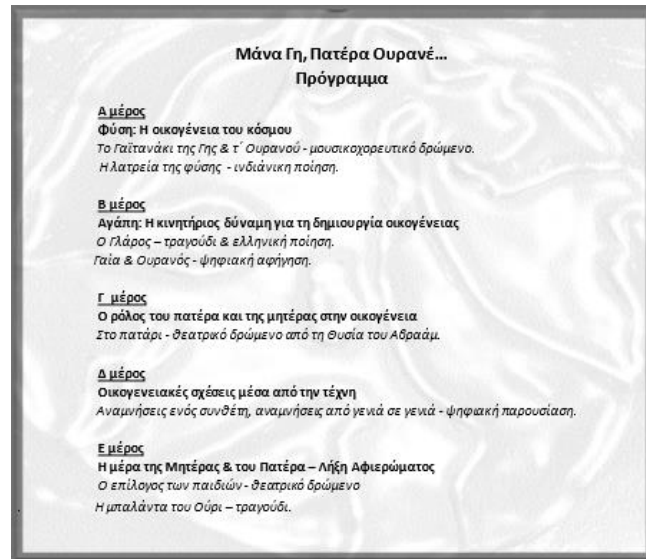 Μάνα Γη, Πατέρα Ουρανέ...
Πρόγραμμα
Α μέρος
Φύση: Η οικογένεια του κόσμου
Το Γαϊτανάκι της Γης & τ΄ Ουρανού - μουσικοχορευτικό δρώμενο.
Η λατρεία της φύσης - ινδιάνικη ποίηση.
Β μέρος
Αγάπη: Η κινητήριος δύναμη για τη δημιουργία οικογένειας
Ο Γλάρος – τραγούδι & ελληνική ποίηση.
Γαία & Ουρανός - ψηφιακή αφήγηση.
Γ μέρος
Ο ρόλος του πατέρα και της μητέρας στην οικογένεια
Στο πατάρι - θεατρικό δρώμενο από τη Θυσία του Αβραάμ.
Δ μέρος
Οικογενειακές σχέσεις μέσα από την τέχνη
Αναμνήσεις ενός συνθέτη, αναμνήσεις από γενιά σε γενιά - ψηφιακή παρουσίαση.
Ε μέρος
Η μέρα της Μητέρας & του Πατέρα – Λήξη Αφιερώματος
Ο επίλογος των παιδιών - θεατρικό δρώμενο
Η μπαλάντα του Ούρι – τραγούδι.